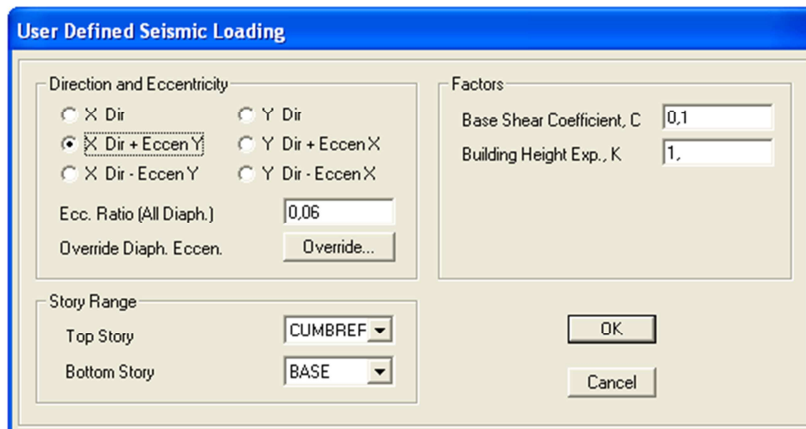 User Defined Seismic Loading
Direction and Eccentricity
X Dir
Y Dir
X Dir + Eccen Y
Y Dir + Eccen X
X Dir - Eccen Y
Y Dir - Eccen X
Ecc. Ratio (All Diaph.)
0,06
Override Diaph. Eccen.
Override...
Factors
Base Shear Coefficient, C
0,1
Building Height Exp., K
1,
Story Range
Top Story
CUMBREF
Bottom Story
BASE
OK
Cancel